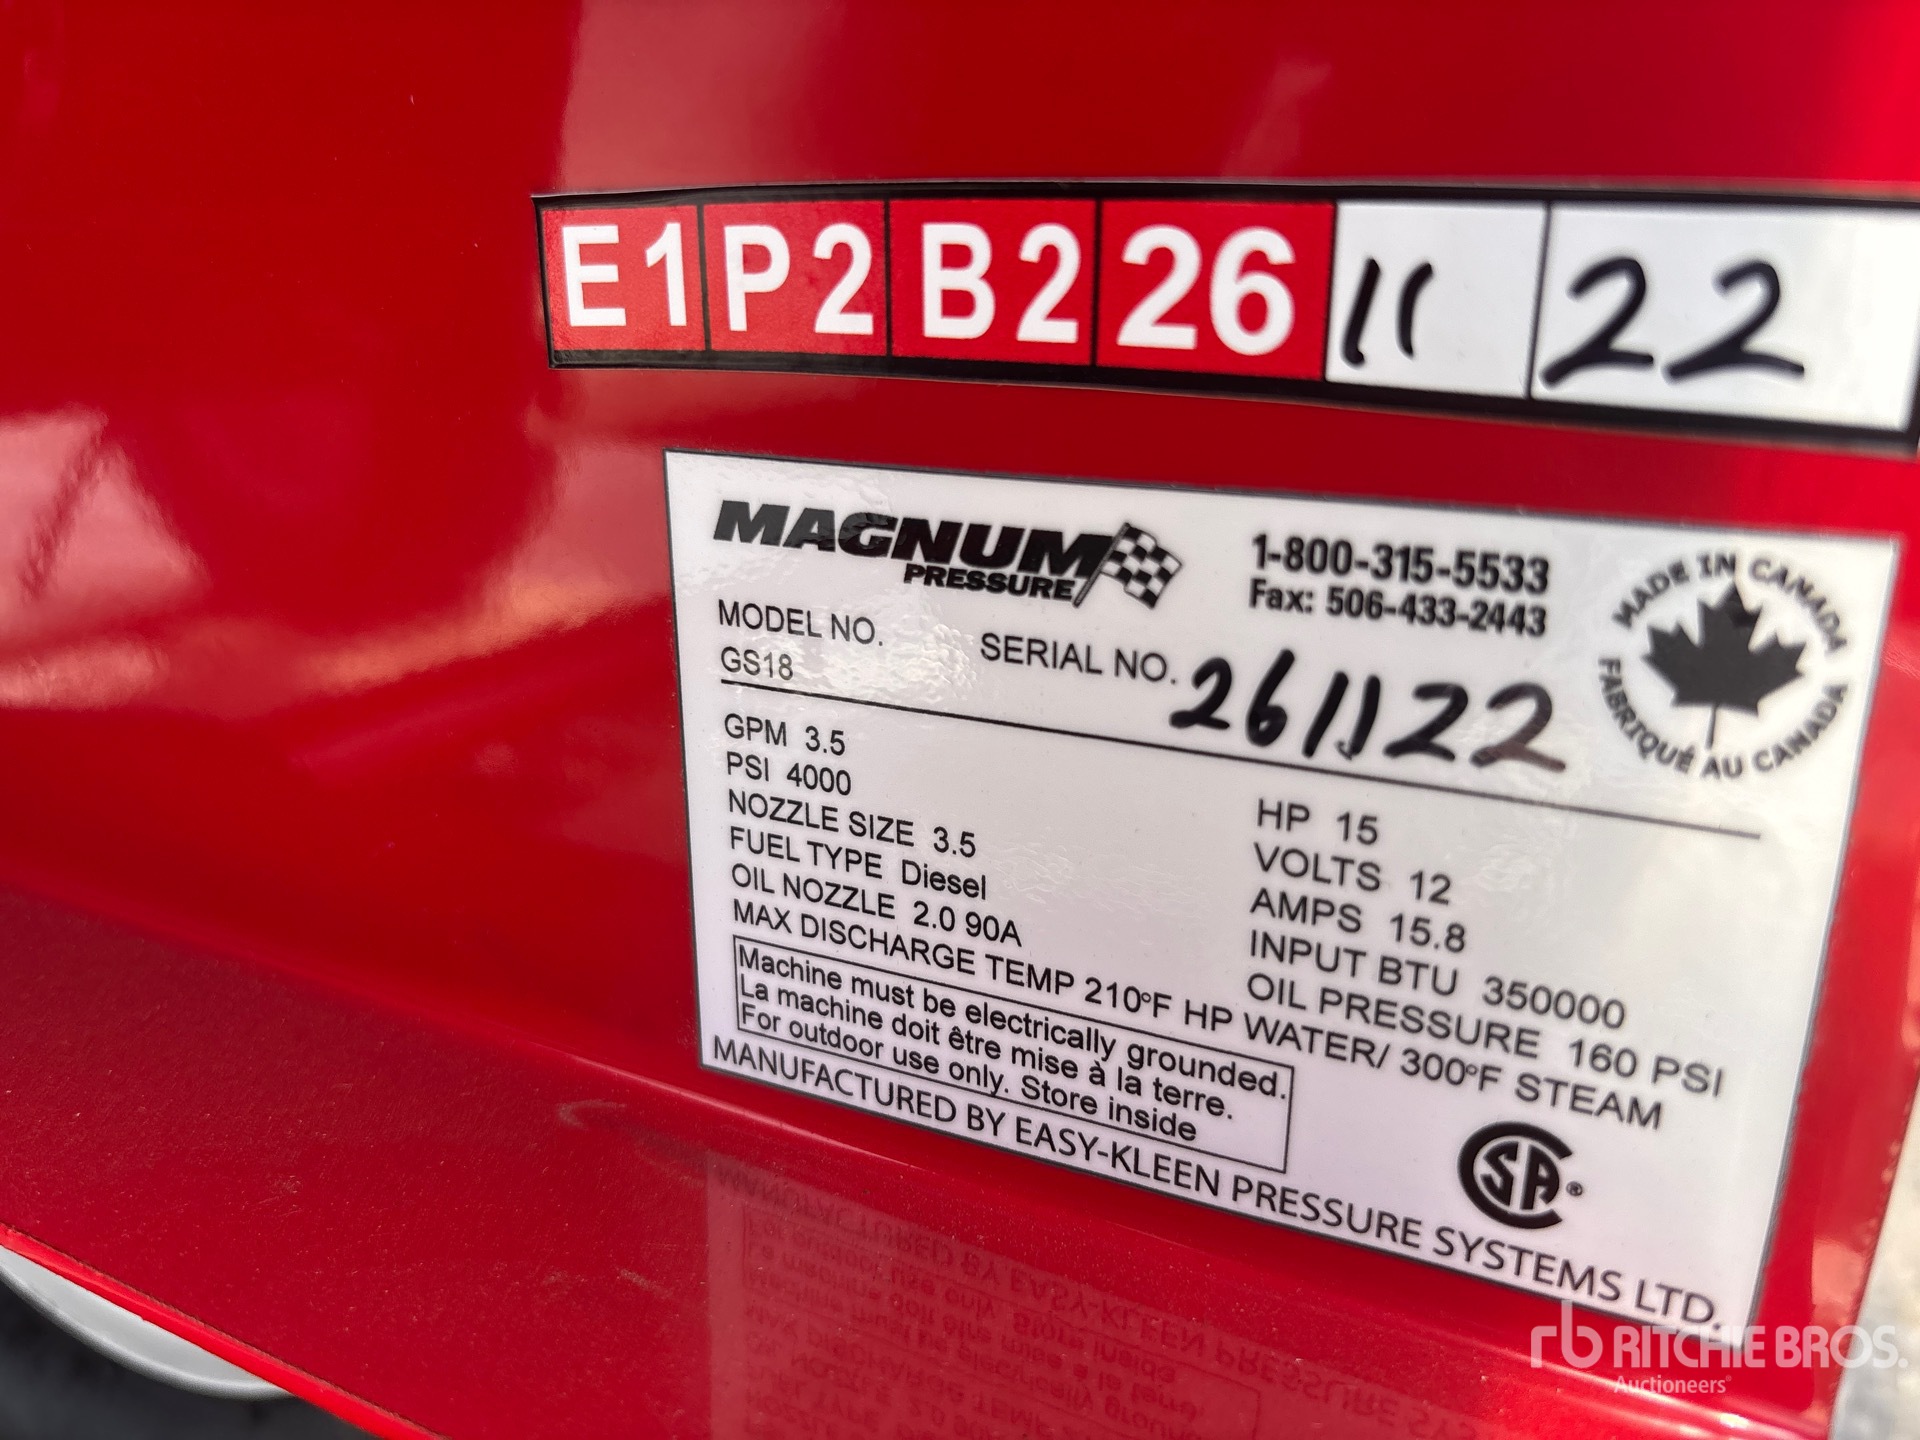 E1 P2 B2 26 11 22
MAGNUM
PRESSURE
1-800-315-5533
Fax: 506-433-2443
MADE IN CANADA
FABRIQUÉ AU CANADA
MODEL NO.
GS18
SERIAL NO. 261122
GPM 3.5
PSI 4000
NOZZLE SIZE 3.5
FUEL TYPE Diesel
OIL NOZZLE 2.0 90A
HP 15
VOLTS 12
AMPS 15.8
INPUT BTU 350000
OIL PRESSURE 160 PSI
MAX DISCHARGE TEMP 210°F HP WATER/ 300°F STEAM
Machine must be electrically grounded.
La machine doit être mise à la terre.
For outdoor use only. Store inside
SA®
MANUFACTURED BY EASY-KLEEN PRESSURE SYSTEMS LTD.
rb RITCHIE BROS.
Auctioneers